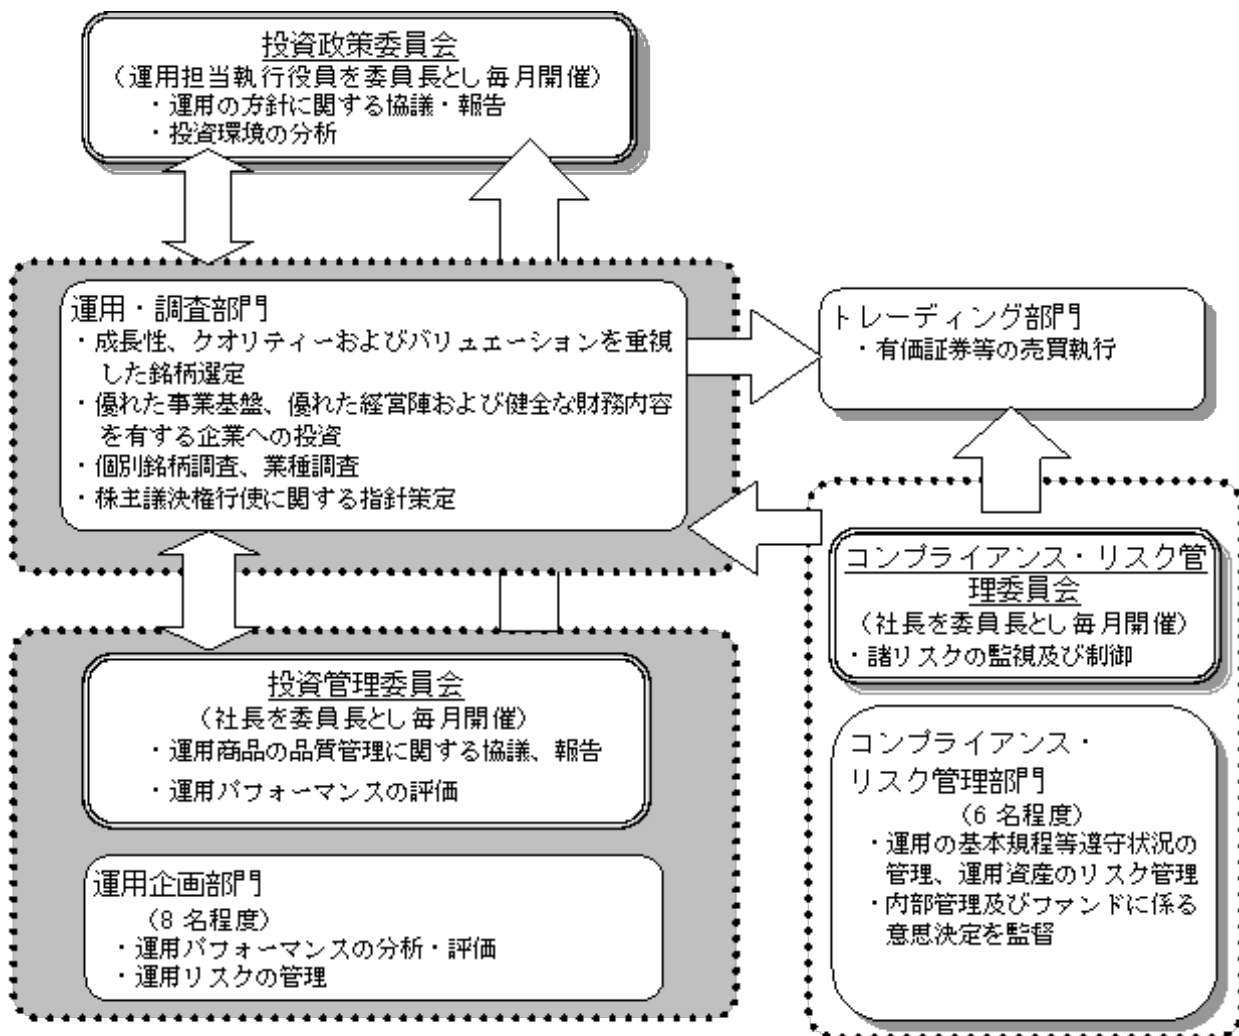 投資政策委員会
(運用担当執行役員を委員長とし毎月開催)
・運用の方針に関する協議・報告
・投資環境の分析
運用・調査部門
・成長性、クオリティーおよびバリュエーションを重視
した銘柄選定
・優れた事業基盤、優れた経営陣および健全な財務内容
を有する企業への投資
・個別銘柄調査、業種調査
・株主議決権行使に関する指針策定
トレーディング部門
・有価証券等の売買執行
投資管理委員会
(社長を委員長とし毎月開催)
・運用商品の品質管理に関する協議、報告
・運用パフォーマンスの評価
運用企画部門
(8名程度)
・運用パフォーマンスの分析・評価
・運用リスクの管理
コンプライアンス・リスク管
理委員会
(社長を委員長とし毎月開催)
・諸リスクの監視及び制御
コンプライアンス・
リスク管理部門
(6名程度)
・運用の基本規程等遵守状況の
管理、運用資産のリスク管理
・内部管理及びファンドに係る
意思決定を監督